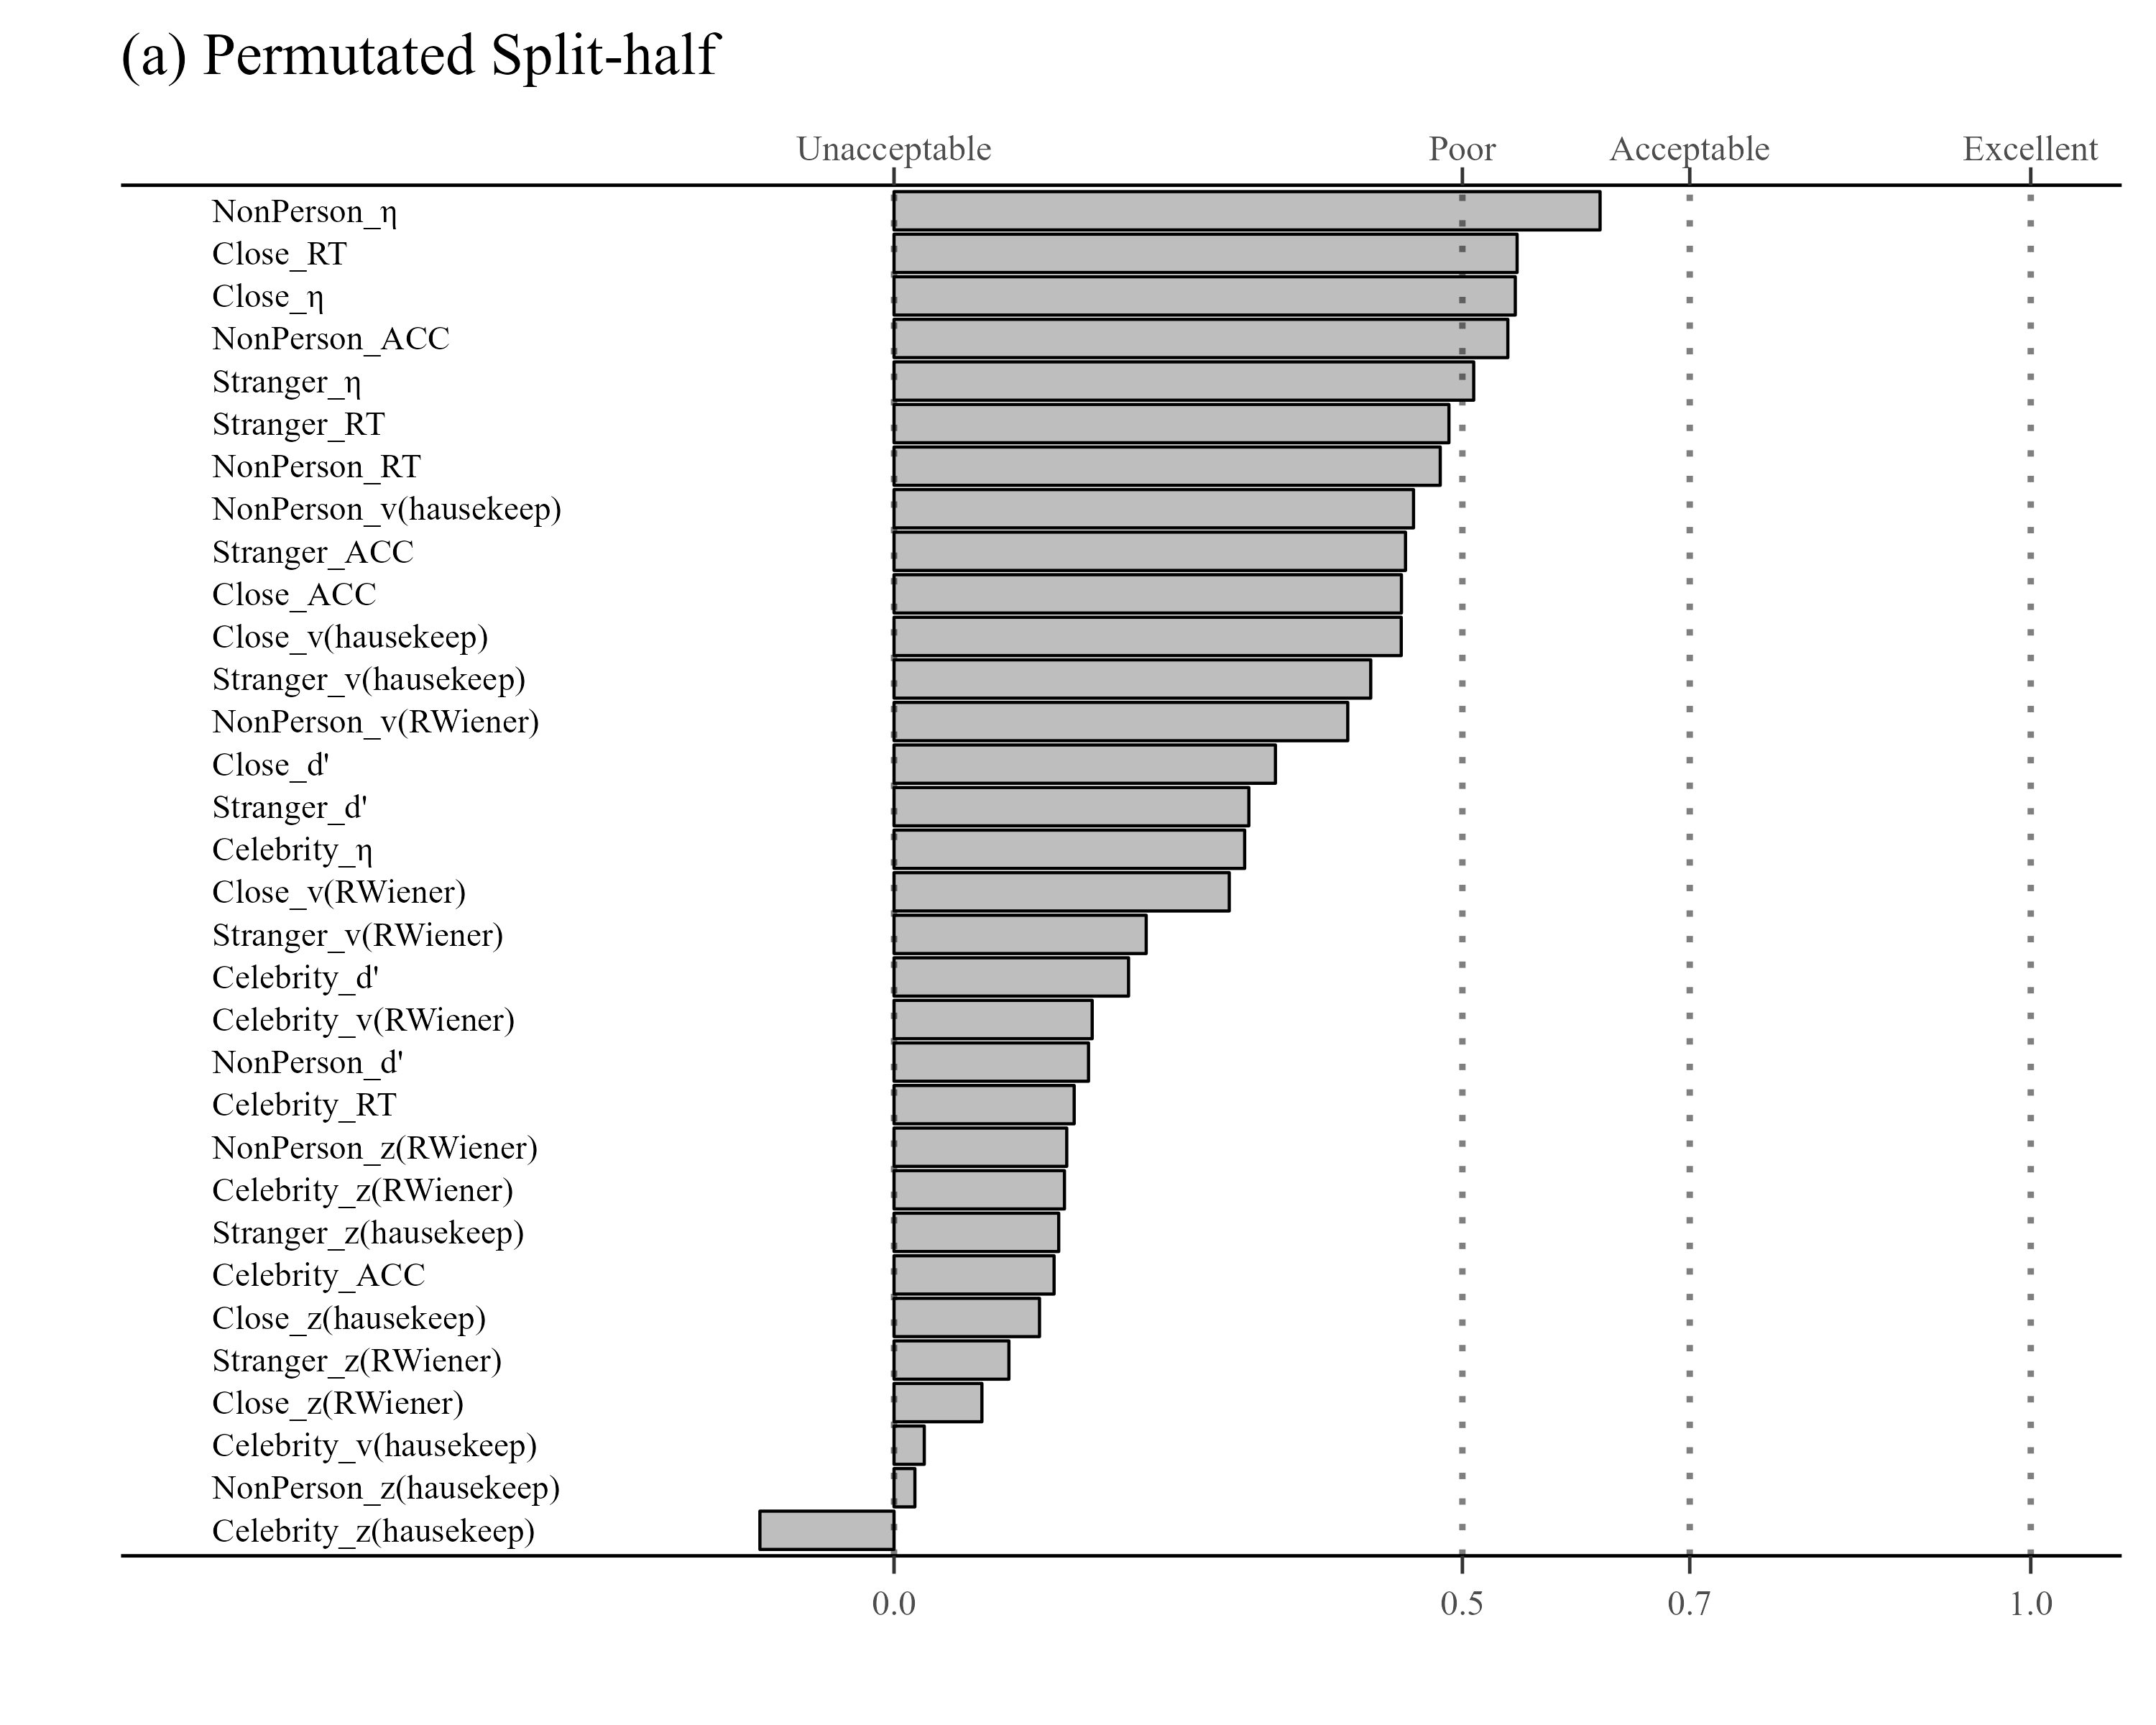 (a) Permutated Split-half
Unacceptable Poor Acceptable Excellent
NonPerson_η
Close_RT
Close_η
NonPerson_ACC
Stranger_η
Stranger_RT
NonPerson_RT
NonPerson_v(hausekeep)
Stranger_ACC
Close_ACC
Close_v(hausekeep)
Stranger_v(hausekeep)
NonPerson_v(RWiener)
Close_d'
Stranger_d'
Celebrity_η
Close_v(RWiener)
Stranger_v(RWiener)
Celebrity_d'
Celebrity_v(RWiener)
NonPerson_d'
Celebrity_RT
NonPerson_z(RWiener)
Celebrity_z(RWiener)
Stranger_z(hausekeep)
Celebrity_ACC
Close_z(hausekeep)
Stranger_z(RWiener)
Close_z(RWiener)
Celebrity_v(hausekeep)
NonPerson_z(hausekeep)
Celebrity_z(hausekeep)
0.0 0.5 0.7 1.0